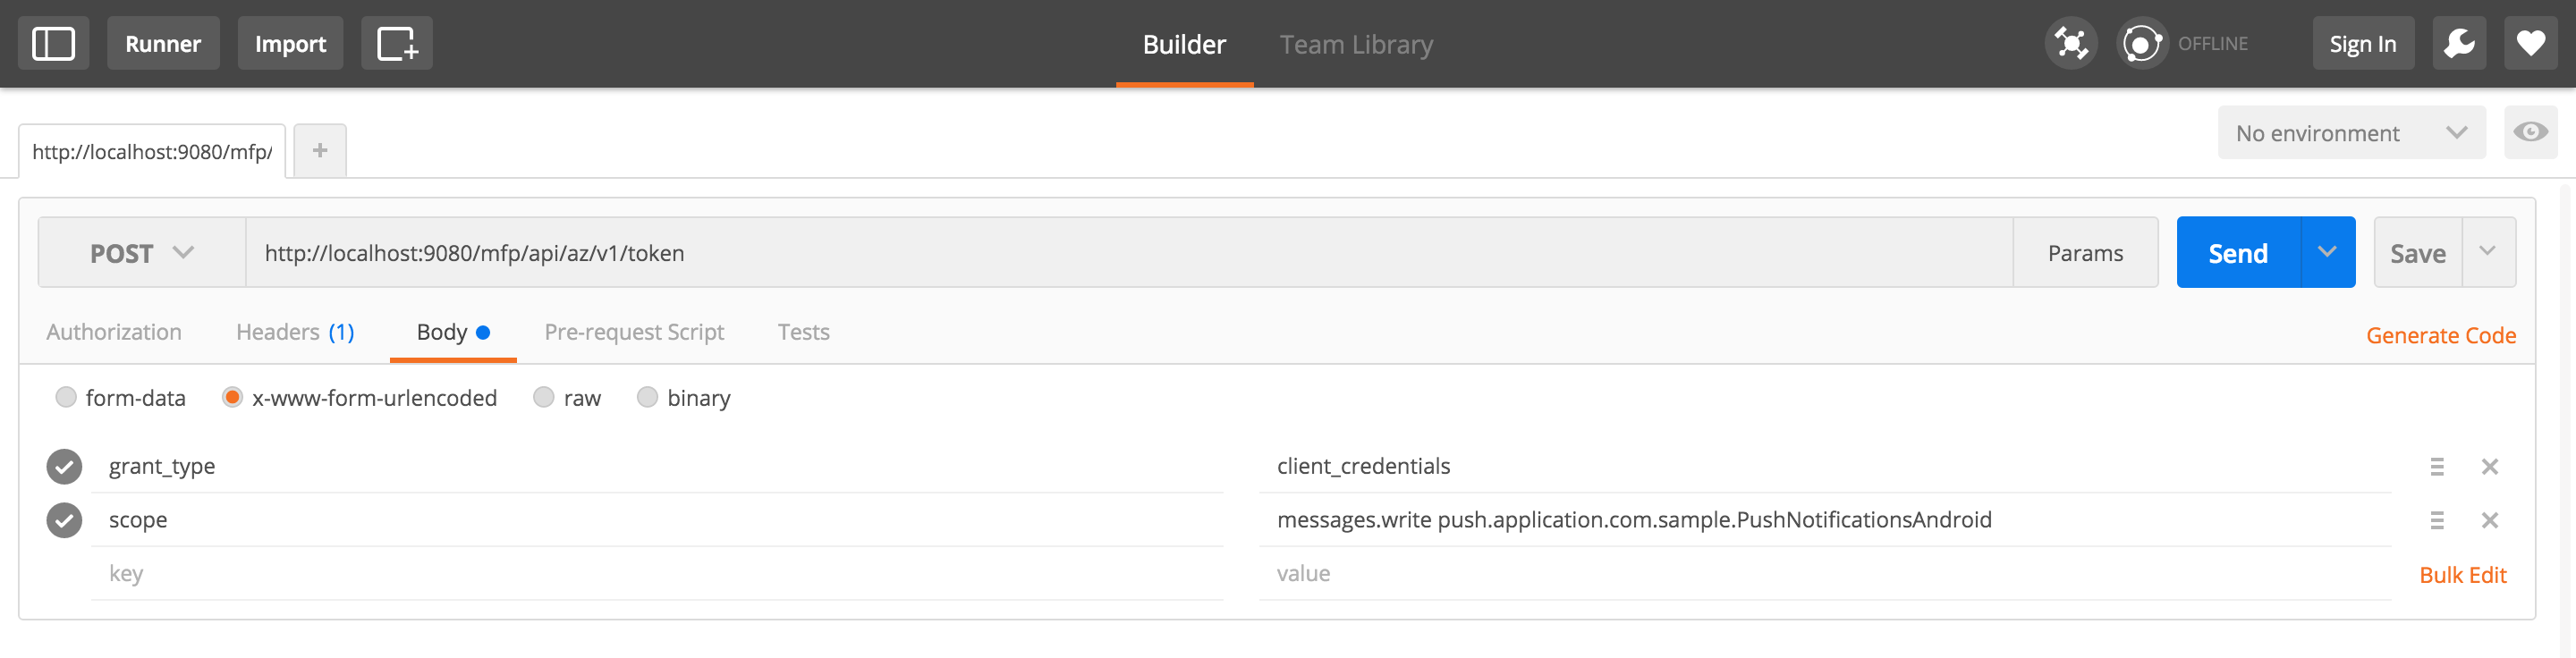 Runner Import Builder Team Library OFFLINE Sign In
http://localhost:9080/mfp/ + No environment
POST http://localhost:9080/mfp/api/az/v1/token Params Send Save
Authorization Headers (1) Body Pre-request Script Tests Generate Code
form-data x-www-form-urlencoded raw binary
grant_type client_credentials
scope messages.write push.application.com.sample.PushNotificationsAndroid
key value Bulk Edit